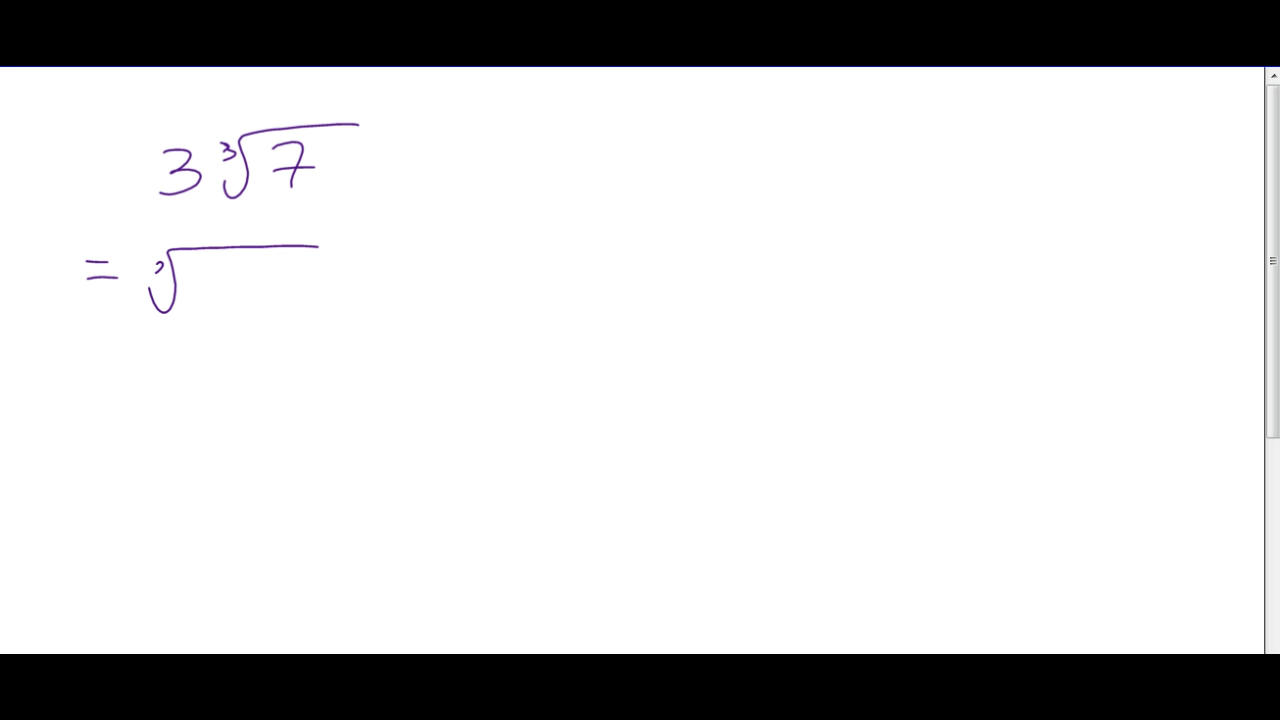 3∛7
= ∛